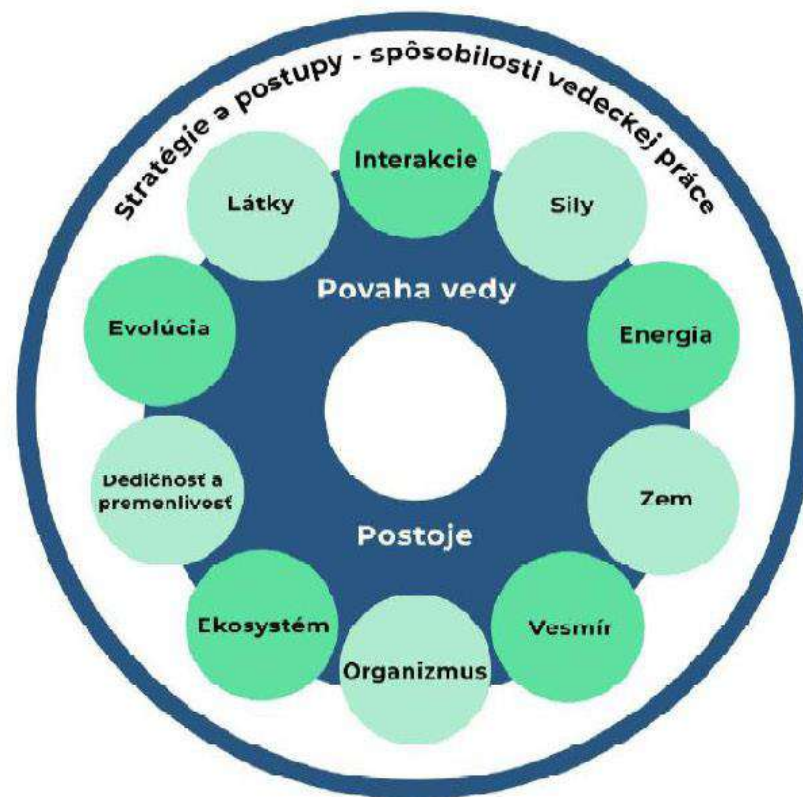 Stratégie a postupy - spôsobilosti vedeckej práce
Interakcie
Látky
Sily
Povaha vedy
Evolúcia
Energia
Dedičnosť a
premenlivosť
Zem
Postoje
Ekosystém
Vesmír
Organizmus